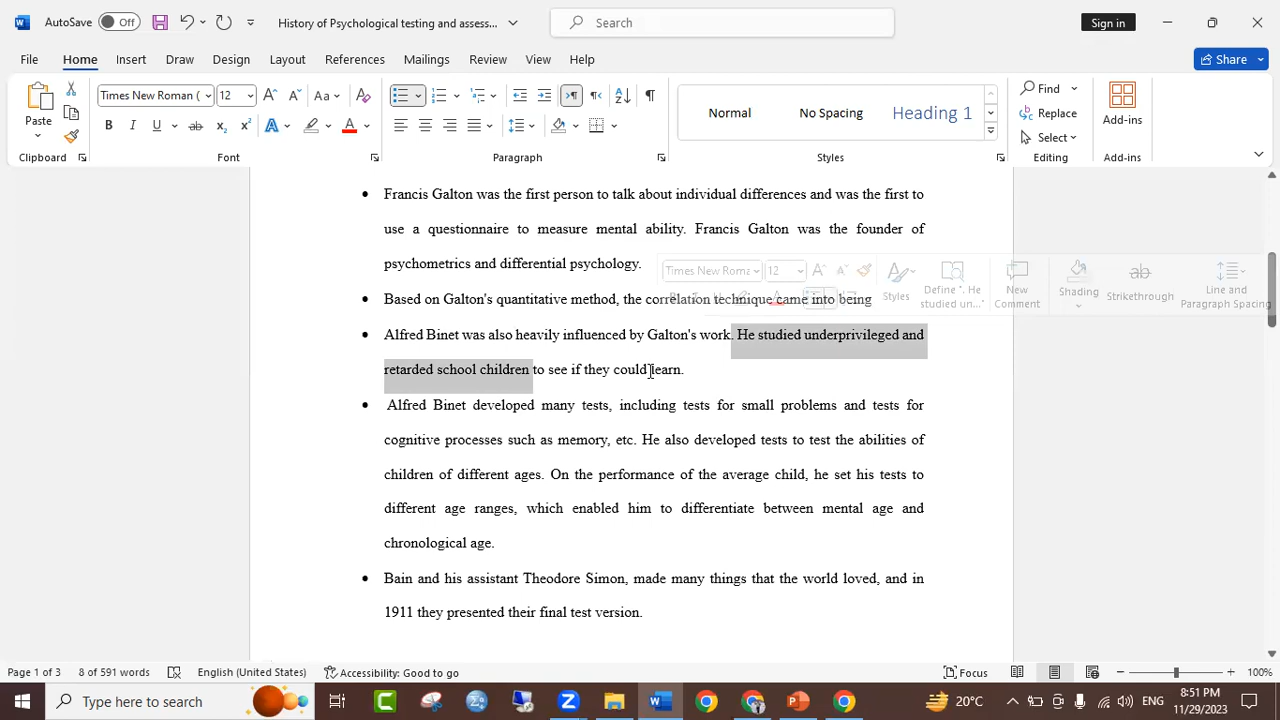 AutoSave Off History of Psychological testing and assess... Search Sign in
File Home Insert Draw Design Layout References Mailings Review View Help Share
Times New Roman ( 12 Aa Find
Paste Normal No Spacing Heading 1 Replace Add-ins
B I U ab x₂ x² A A Select
Clipboard Font Paragraph Styles Editing Add-ins
• Francis Galton was the first person to talk about individual differences and was the first to
use a questionnaire to measure mental ability. Francis Galton was the founder of
psychometrics and differential psychology.
Times New Roma 12 Styles Define ". He studied un..." New Comment Shading Strikethrough Line and Paragraph Spacing
• Based on Galton's quantitative method, the correlation technique came into being
• Alfred Binet was also heavily influenced by Galton's work. He studied underprivileged and
retarded school children to see if they could learn.
• Alfred Binet developed many tests, including tests for small problems and tests for
cognitive processes such as memory, etc. He also developed tests to test the abilities of
children of different ages. On the performance of the average child, he set his tests to
different age ranges, which enabled him to differentiate between mental age and
chronological age.
• Bain and his assistant Theodore Simon, made many things that the world loved, and in
1911 they presented their final test version.
Page 1 of 3 8 of 591 words English (United States) Accessibility: Good to go Focus 100%
Type here to search 20°C ENG 8:51 PM
11/29/2023